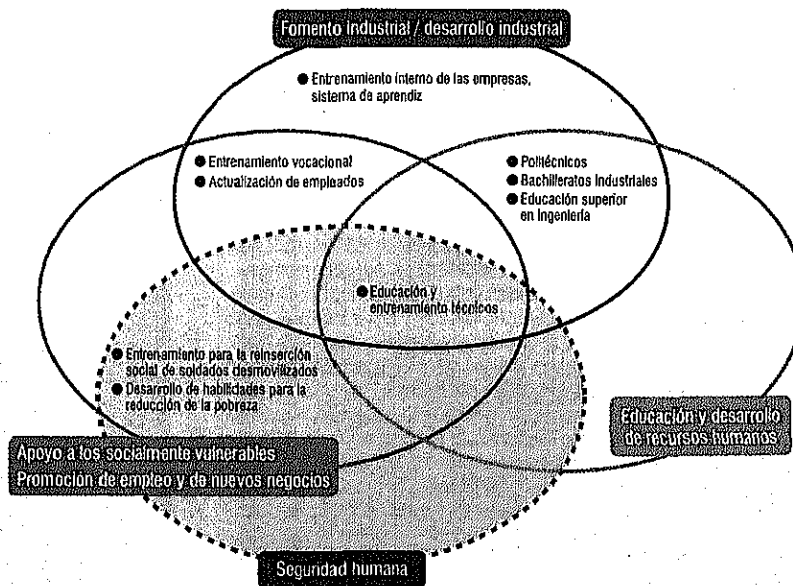 Fomento industrial / desarrollo industrial
● Entrenamiento interno de las empresas,
sistema de aprendiz
● Entrenamiento vocacional
● Actualización de empleados
● Politécnicos
● Bachilleratos industriales
● Educación superior
en ingeniería
● Educación y
entrenamiento técnicos
● Entrenamiento para la reinserción
social de soldados desmovilizados
● Desarrollo de habilidades para la
reducción de la pobreza
Educación y desarrollo
de recursos humanos
Apoyo a los socialmente vulnerables
Promoción de empleo y de nuevos negocios
Seguridad humana